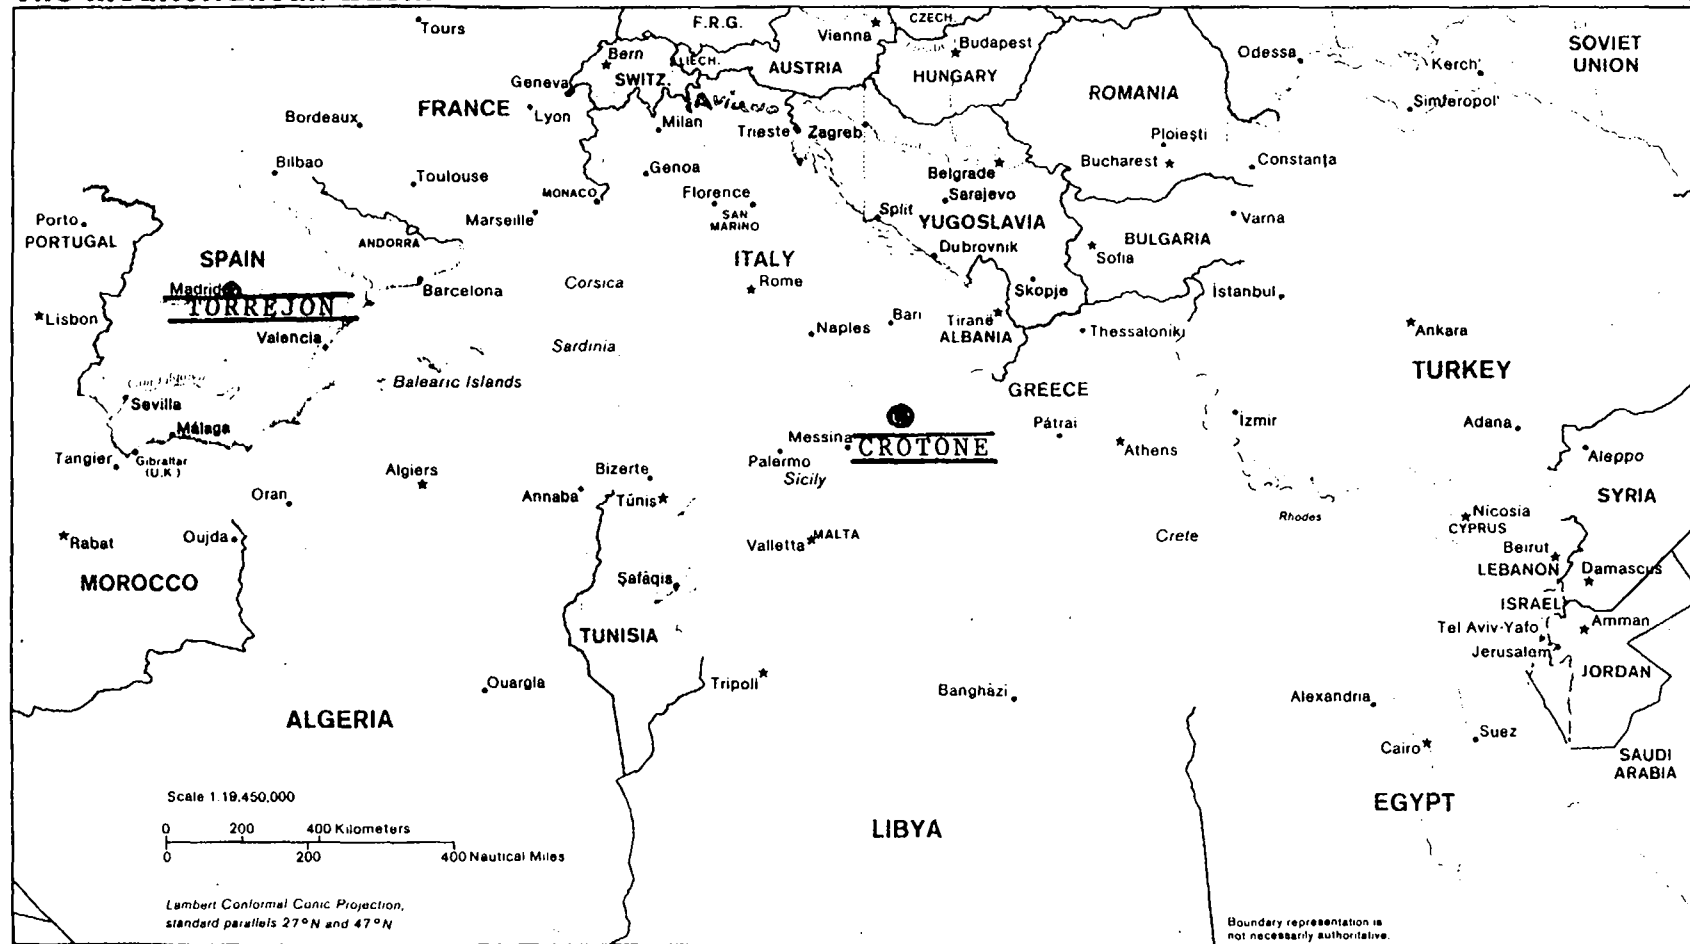 Tours
F.R.G.
Vienna
CZECH.
Budapest
Odessa
SOVIET
UNION
Bern
LIECH.
AUSTRIA
HUNGARY
Kerch'
Geneva
SWITZ.
ROMANIA
Simferopol'
FRANCE
Aviano
Bordeaux
Lyon
Milan
Trieste
Zagreb
Ploieşti
Bilbao
Toulouse
Genoa
Belgrade
Bucharest
Constanţa
MONACO
Florence
Sarajevo
Porto
Marseille
SAN
MARINO
Split
YUGOSLAVIA
Varna
PORTUGAL
ANDORRA
Dubrovnik
BULGARIA
SPAIN
ITALY
Sofia
Madrid
Barcelona
Corsica
Rome
Skopje
İstanbul
TORREJON
Lisbon
Valencia
Naples
Bari
Tiranë
ALBANIA
Thessaloniki
Ankara
Sardinia
TURKEY
Balearic Islands
GREECE
Sevilla
Málaga
Messina
CROTONE
Pátrai
İzmir
Adana
Tangier
Gibraltar
(U.K.)
Algiers
Bizerte
Palermo
Sicily
Athens
Aleppo
Oran
Annaba
Túnis
SYRIA
Rhodes
Nicosia
CYPRUS
Rabat
Oujda
Valletta
MALTA
Crete
Beirut
LEBANON
Damascus
MOROCCO
Şafāqis
ISRAEL
TUNISIA
Tel Aviv-Yafo
Amman
Jerusalem
JORDAN
Ouargla
Tripoli
Banghāzī
Alexandria
ALGERIA
Cairo
Suez
SAUDI
ARABIA
Scale 1:19,450,000
EGYPT
0 200 400 Kilometers
LIBYA
0 200 400 Nautical Miles
Lambert Conformal Conic Projection,
standard parallels 27°N and 47°N
Boundary representation is
not necessarily authoritative.